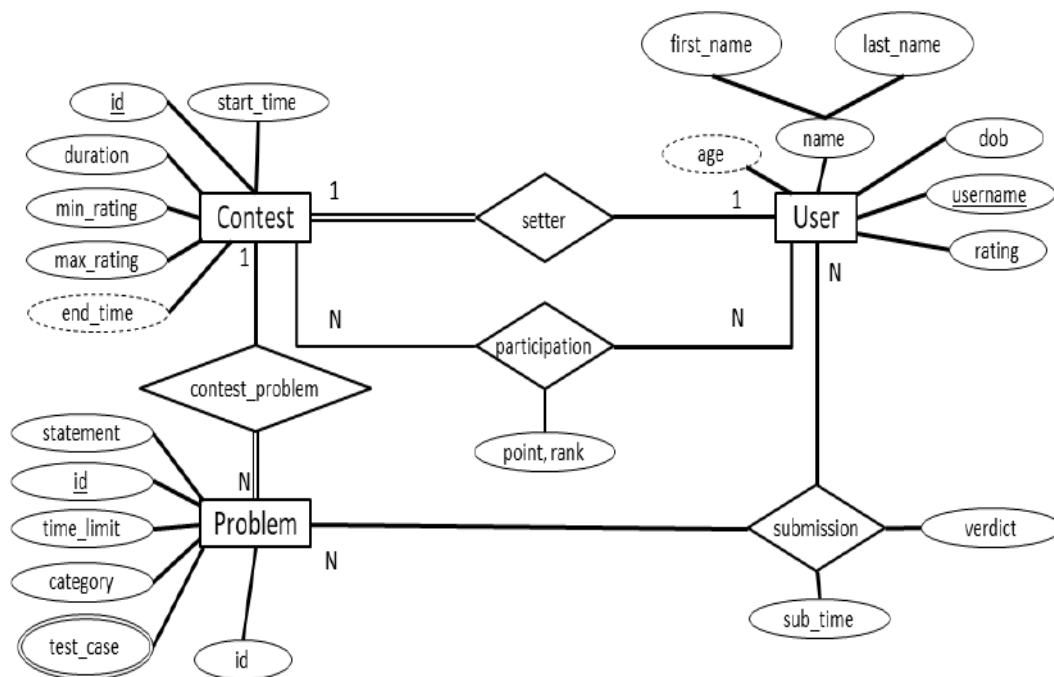 first_name
last_name
id
start_time
name
dob
duration
age
username
min_rating
Contest
1
setter
1
User
max_rating
rating
1
N
end_time
N
participation
N
contest_problem
statement
point, rank
id
N
time_limit
Problem
submission
verdict
N
category
sub_time
test_case
id